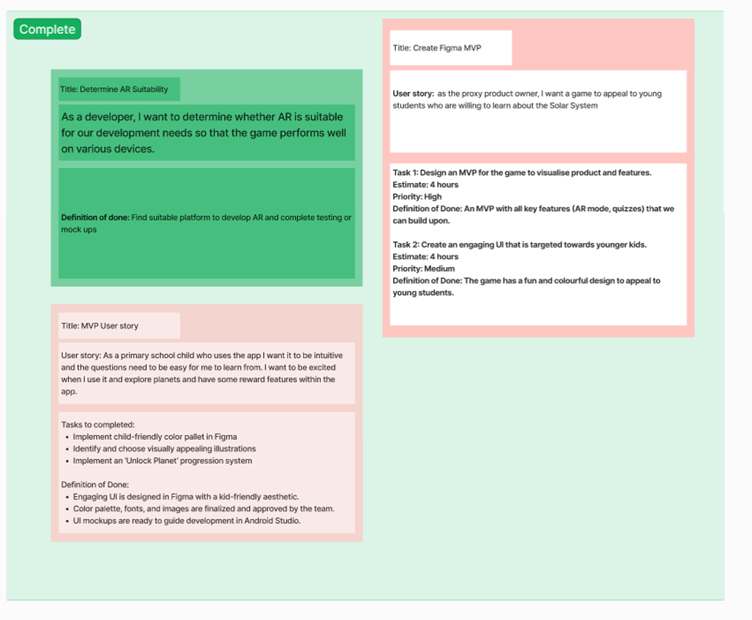 Complete
Title: Determine AR Suitability
As a developer, I want to determine whether AR is suitable
for our development needs so that the game performs well
on various devices.
Definition of done: Find suitable platform to develop AR and complete testing or
mock ups
Title: MVP User story
User story: As a primary school child who uses the app I want it to be intuitive
and the questions need to be easy for me to learn from. I want to be excited
when I use it and explore planets and have some reward features within the
app.
Tasks to completed:
• Implement child-friendly color pallet in Figma
• Identify and choose visually appealing illustrations
• Implement an 'Unlock Planet' progression system
Definition of Done:
• Engaging UI is designed in Figma with a kid-friendly aesthetic.
• Color palette, fonts, and images are finalized and approved by the team.
• UI mockups are ready to guide development in Android Studio.
Title: Create Figma MVP
User story: as the proxy product owner, I want a game to appeal to young
students who are willing to learn about the Solar System
Task 1: Design an MVP for the game to visualise product and features.
Estimate: 4 hours
Priority: High
Definition of Done: An MVP with all key features (AR mode, quizzes) that we
can build upon.
Task 2: Create an engaging UI that is targeted towards younger kids.
Estimate: 4 hours
Priority: Medium
Definition of Done: The game has a fun and colourful design to appeal to
young students.